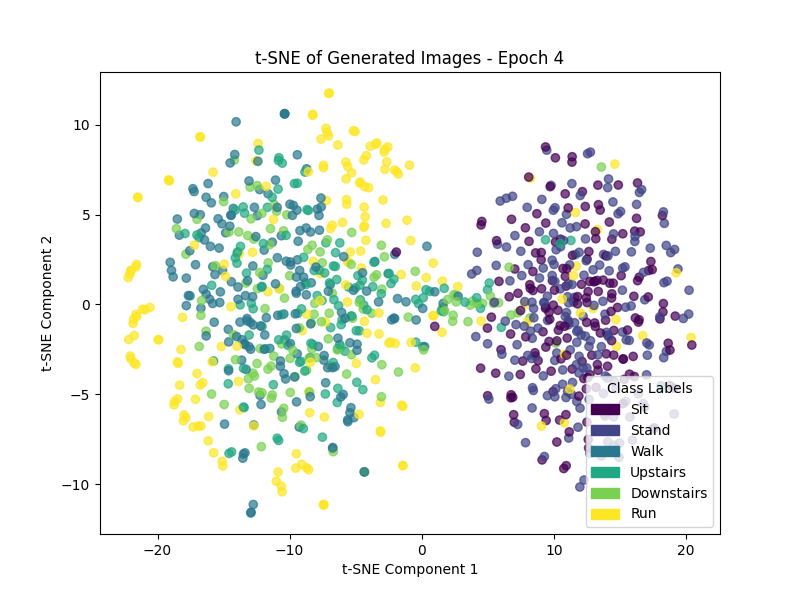 t-SNE of Generated Images - Epoch 4
t-SNE Component 2
10
5
0
−5
−10
Class Labels
Sit
Stand
Walk
Upstairs
Downstairs
Run
−20
−10
0
10
20
t-SNE Component 1